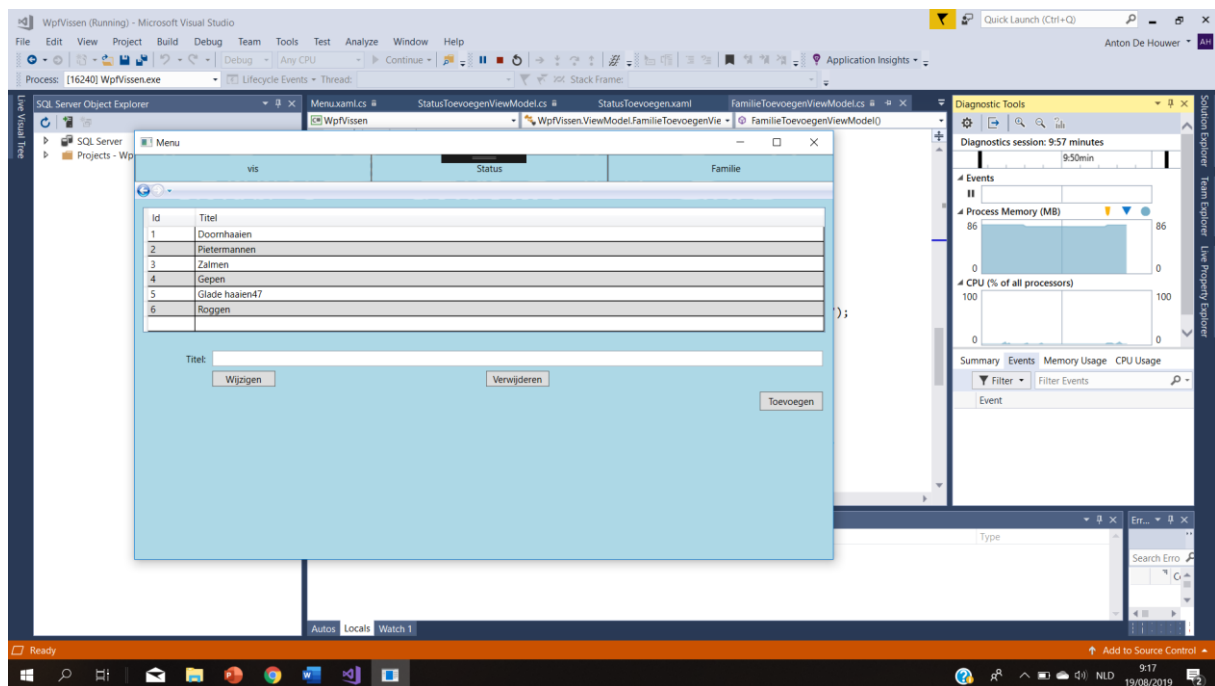 WpfVissen (Running) - Microsoft Visual Studio
Quick Launch (Ctrl+Q)
File Edit View Project Build Debug Team Tools Test Analyze Window Help
Anton De Houwer AH
Debug Any CPU Continue Application Insights
Process: [16240] WpfVissen.exe Lifecycle Events Thread: Stack Frame:
Live Visual Tree
SQL Server Object Explorer
SQL Server
Projects - Wp
Menu.xaml.cs StatusToevoegenViewModel.cs StatusToevoegen.xaml FamilieToevoegenViewModel.cs
WpfVissen WpfVissen.ViewModel.FamilieToevoegenVie FamilieToevoegenViewModel()
Menu
vis Status Familie
Id Titel
1 Doornhaaien
2 Pietermannen
3 Zalmen
4 Gepen
5 Glade haaien47
6 Roggen
Titel:
Wijzigen Verwijderen
Toevoegen
");
Diagnostic Tools
Diagnostics session: 9:57 minutes
9:50min
Events
Process Memory (MB)
86 86
0 0
CPU (% of all processors)
100 100
0 0
Summary Events Memory Usage CPU Usage
Filter Filter Events
Event
Solution Explorer Team Explorer Live Property Explorer
Type
Err...
Search Erro
Autos Locals Watch 1
Ready
Add to Source Control
NLD
9:17
19/08/2019
2